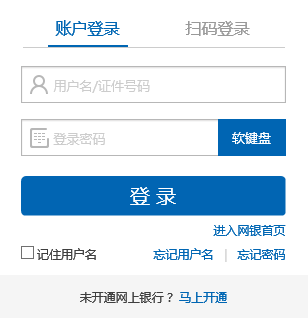 账户登录 扫码登录
用户名/证件号码
登录密码 软键盘
登 录
进入网银首页
记住用户名 忘记用户名 | 忘记密码
未开通网上银行？ 马上开通